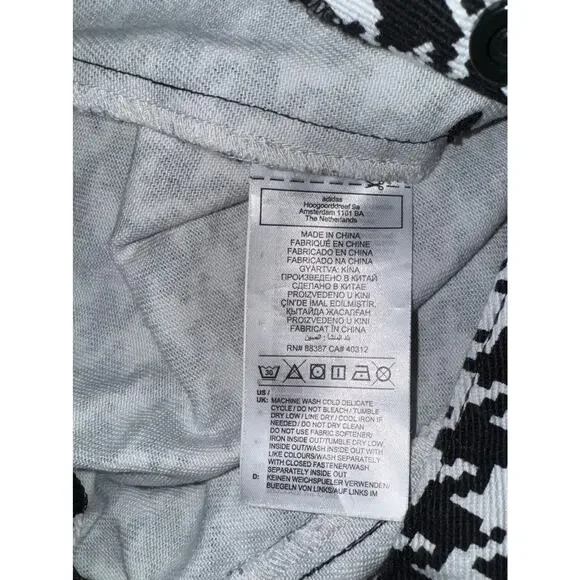 adidas
Hoogoorddreef 9a
Amsterdam 1101 BA
The Netherlands
MADE IN CHINA
FABRIQUÉ EN CHINE
FABRICADO EN CHINA
FABRICADO NA CHINA
GYÁRTVA: KÍNA
ПРОИЗВЕДЕНО В КИТАЙ
СДЕЛАНО В КИТАЕ
PROIZVEDENO U KINI
ÇİN'DE İMAL EDİLMİŞTİR,
ҚЫТАЙДА ЖАСАЛҒАН
PROIZVEDENO U KINI
FABRICAT ÎN CHINA
بلد المنشأ: الصين
RN# 88387 CA# 40312
30
US /
UK: MACHINE WASH COLD DELICATE
CYCLE / DO NOT BLEACH / TUMBLE
DRY LOW / LINE DRY / COOL IRON IF
NEEDED / DO NOT DRY CLEAN
DO NOT USE FABRIC SOFTENER/
IRON INSIDE OUT/TUMBLE DRY LOW,
INSIDE OUT/WASH INSIDE OUT WITH
LIKE COLOURS/WASH SEPARATELY
WITH CLOSED FASTENER/WASH
SEPARATELY INSIDE OUT
D: KEINEN WEICHSPUELER VERWENDEN/
BUEGELN VON LINKS/AUF LINKS IM